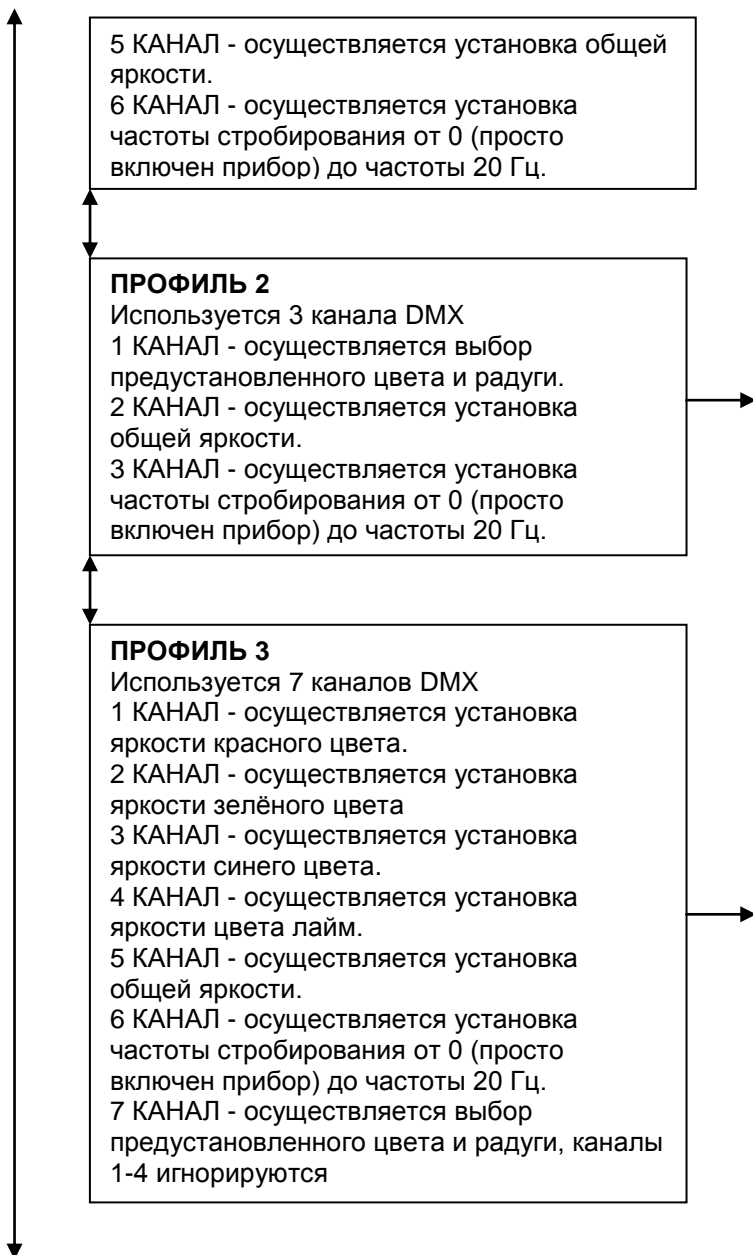 5 КАНАЛ - осуществляется установка общей
яркости.
6 КАНАЛ - осуществляется установка
частоты стробирования от 0 (просто
включен прибор) до частоты 20 Гц.
ПРОФИЛЬ 2
Используется 3 канала DMX
1 КАНАЛ - осуществляется выбор
предустановленного цвета и радуги.
2 КАНАЛ - осуществляется установка
общей яркости.
3 КАНАЛ - осуществляется установка
частоты стробирования от 0 (просто
включен прибор) до частоты 20 Гц.
ПРОФИЛЬ 3
Используется 7 каналов DMX
1 КАНАЛ - осуществляется установка
яркости красного цвета.
2 КАНАЛ - осуществляется установка
яркости зелёного цвета
3 КАНАЛ - осуществляется установка
яркости синего цвета.
4 КАНАЛ - осуществляется установка
яркости цвета лайм.
5 КАНАЛ - осуществляется установка
общей яркости.
6 КАНАЛ - осуществляется установка
частоты стробирования от 0 (просто
включен прибор) до частоты 20 Гц.
7 КАНАЛ - осуществляется выбор
предустановленного цвета и радуги, каналы
1-4 игнорируются